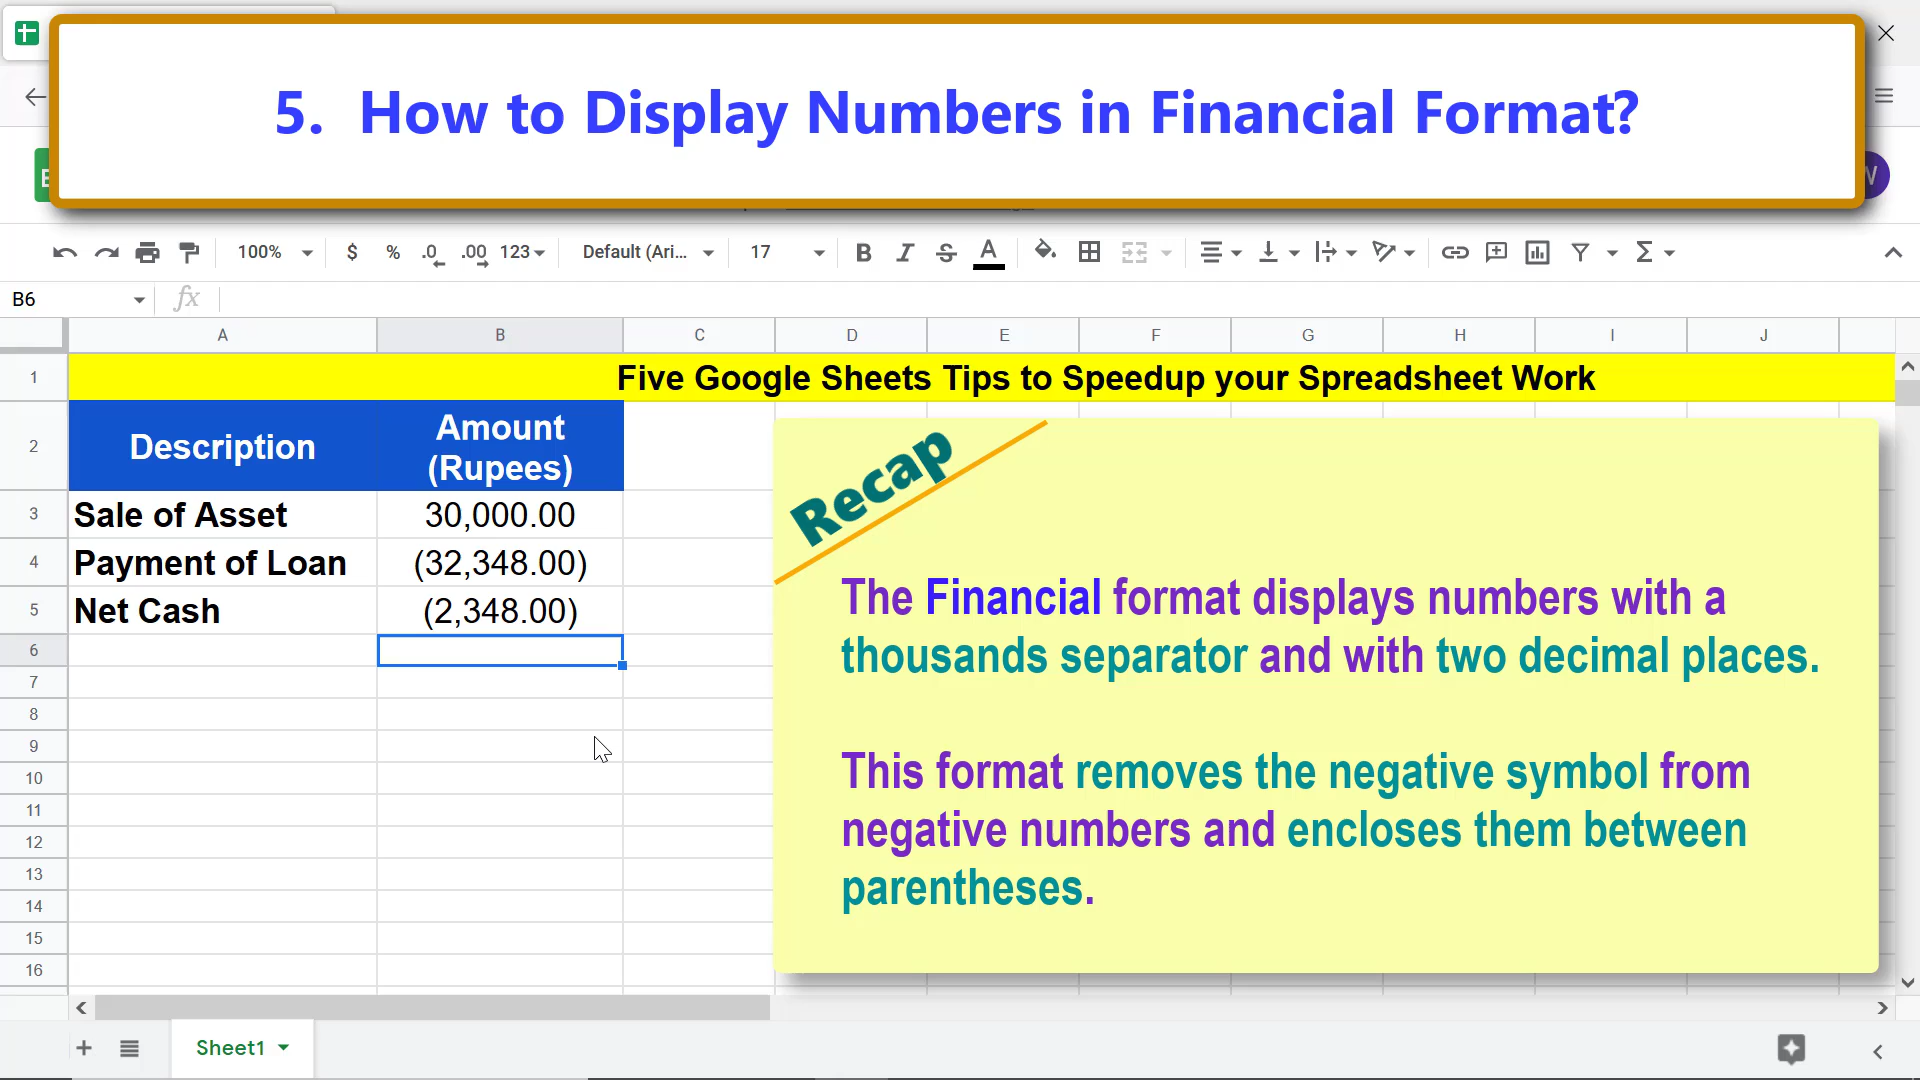 5. How to Display Numbers in Financial Format?
100% $ % .0 .00 123 Default (Ari... 17 B I S A Σ
B6 fx
A B C D E F G H I J
1 Five Google Sheets Tips to Speedup your Spreadsheet Work
2 Description Amount
(Rupees)
3 Sale of Asset 30,000.00
4 Payment of Loan (32,348.00)
5 Net Cash (2,348.00)
6
7
8
9
10
11
12
13
14
15
16
Recap
The Financial format displays numbers with a
thousands separator and with two decimal places.
This format removes the negative symbol from
negative numbers and encloses them between
parentheses.
Sheet1